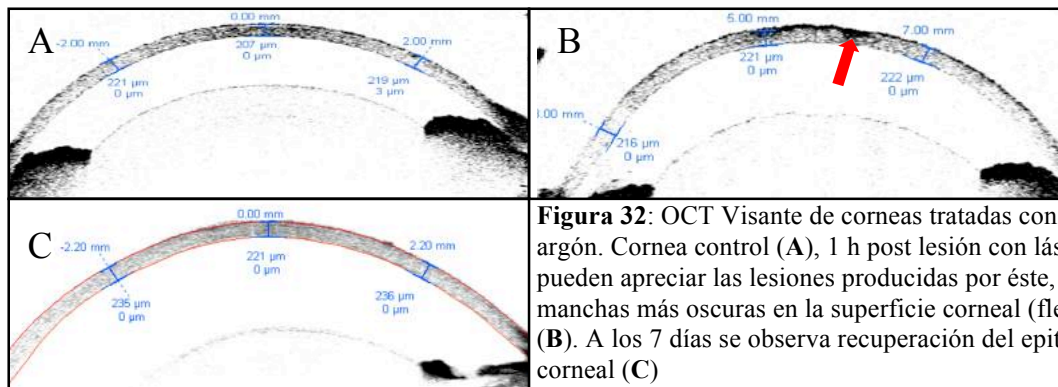 A
0.00 mm
-2.00 mm
2.00 mm
207 µm
0 µm
221 µm
0 µm
219 µm
3 µm
B
5.00 mm
7.00 mm
221 µm
0 µm
222 µm
0 µm
.00 mm
216 µm
0 µm
C
0.00 mm
-2.20 mm
2.20 mm
221 µm
0 µm
235 µm
0 µm
236 µm
0 µm
Figura 32: OCT Visante de corneas tratadas con
argón. Cornea control (A), 1 h post lesión con lás
pueden apreciar las lesiones producidas por éste,
manchas más oscuras en la superficie corneal (fle
(B). A los 7 días se observa recuperación del epit
corneal (C)